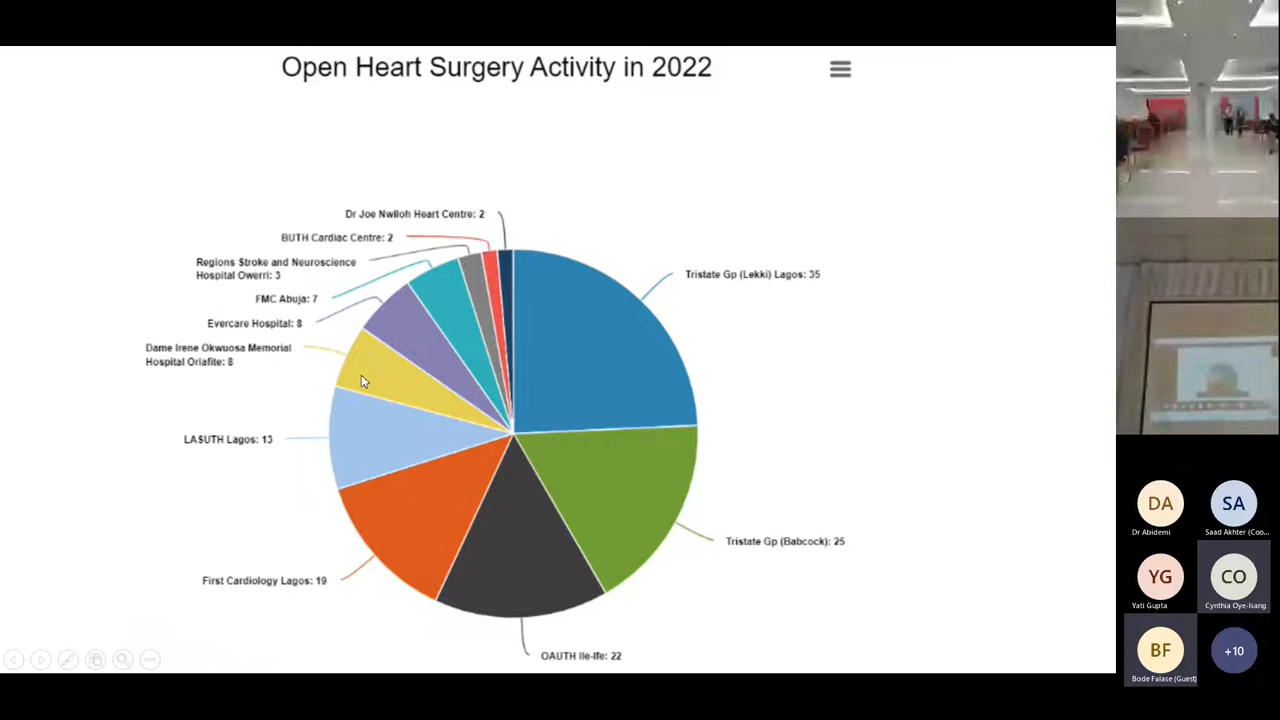 Open Heart Surgery Activity in 2022
Dr Joe Nwiloh Heart Centre: 2
BUTH Cardiac Centre: 2
Regions Stroke and Neuroscience
Hospital Owerri: 3
FMC Abuja: 7
Evercare Hospital: 8
Dame Irene Okwuosa Memorial
Hospital Oriafite: 8
LASUTH Lagos: 13
First Cardiology Lagos: 19
OAUTH Ile-Ife: 22
Tristate Gp (Babcock): 25
Tristate Gp (Lekki) Lagos: 35
DA
Dr Abidemi
SA
Saad Akhter (Coo...
YG
Yati Gupta
CO
Cynthia Oye-Isang
BF
Bode Falase (Guest)
+10